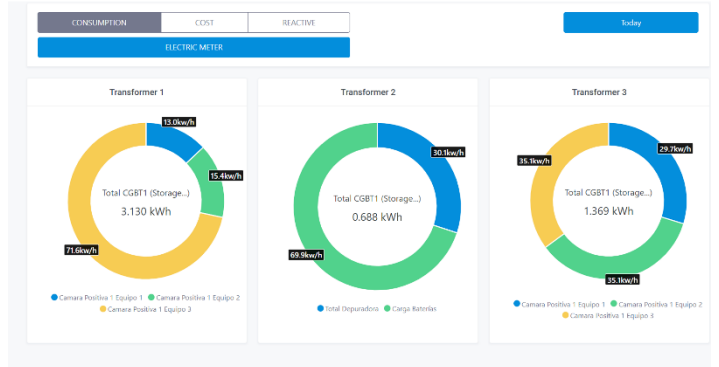 CONSUMPTION COST REACTIVE
Today
ELECTRIC METER
Transformer 1
13.0kw/h
15.4kw/h
Total CGBT1 (Storage...)
3.130 kWh
71.6kw/h
Camara Positiva 1 Equipo 1 Camara Positiva 1 Equipo 2
Camara Positiva 1 Equipo 3
Transformer 2
30.1kw/h
Total CGBT1 (Storage...)
0.688 kWh
69.9kw/h
Total Depuradora Carga Baterías
Transformer 3
29.7kw/h
35.1kw/h
Total CGBT1 (Storage...)
1.369 kWh
35.1kw/h
Camara Positiva 1 Equipo 1 Camara Positiva 1 Equipo 2
Camara Positiva 1 Equipo 3